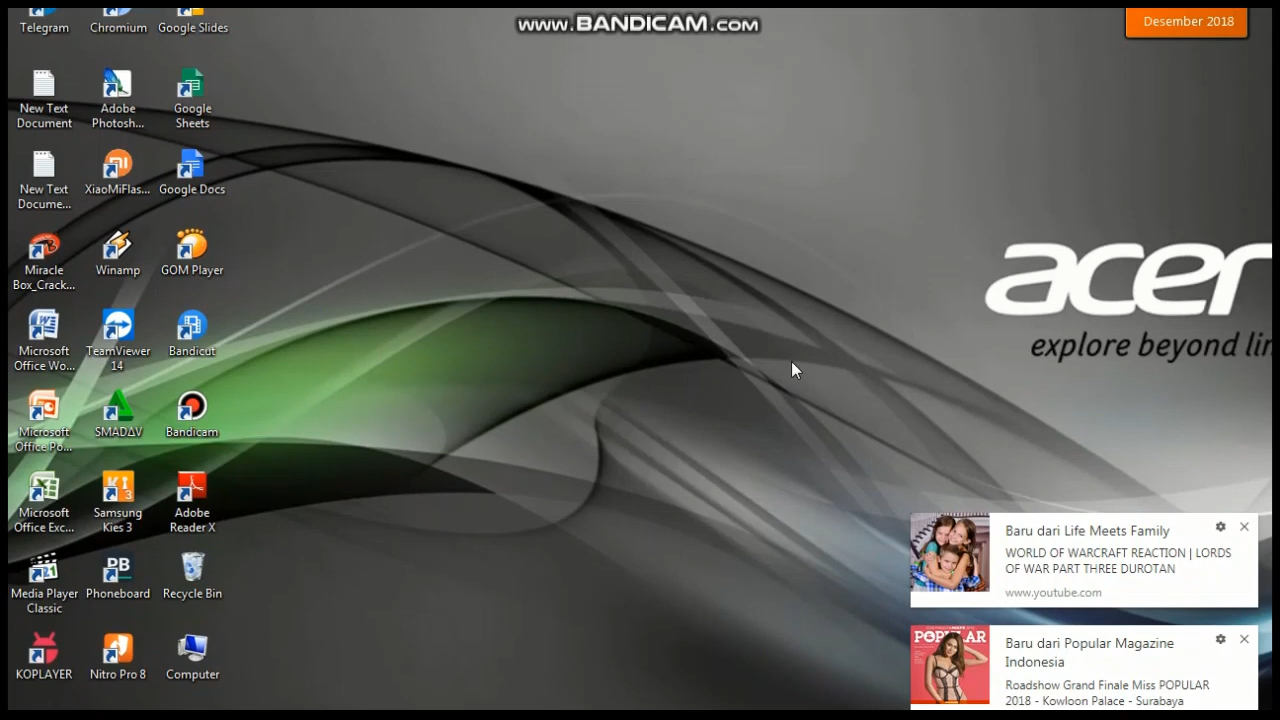 www.BANDICAM.com
Desember 2018
Telegram
Chromium
Google Slides
New Text
Document
Adobe
Photosh...
Google
Sheets
New Text
Docume...
XiaoMiFlas...
Google Docs
Miracle
Box_Crack...
Winamp
GOM Player
Microsoft
Office Wo...
TeamViewer
14
Bandicut
Microsoft
Office Po...
SMADΔV
Bandicam
Microsoft
Office Exc...
Samsung
Kies 3
Adobe
Reader X
Media Player
Classic
Phoneboard
Recycle Bin
KOPLAYER
Nitro Pro 8
Computer
acer
explore beyond lim
Baru dari Life Meets Family
WORLD OF WARCRAFT REACTION | LORDS
OF WAR PART THREE DUROTAN
www.youtube.com
POPULAR
Baru dari Popular Magazine
Indonesia
Roadshow Grand Finale Miss POPULAR
2018 - Kowloon Palace - Surabaya